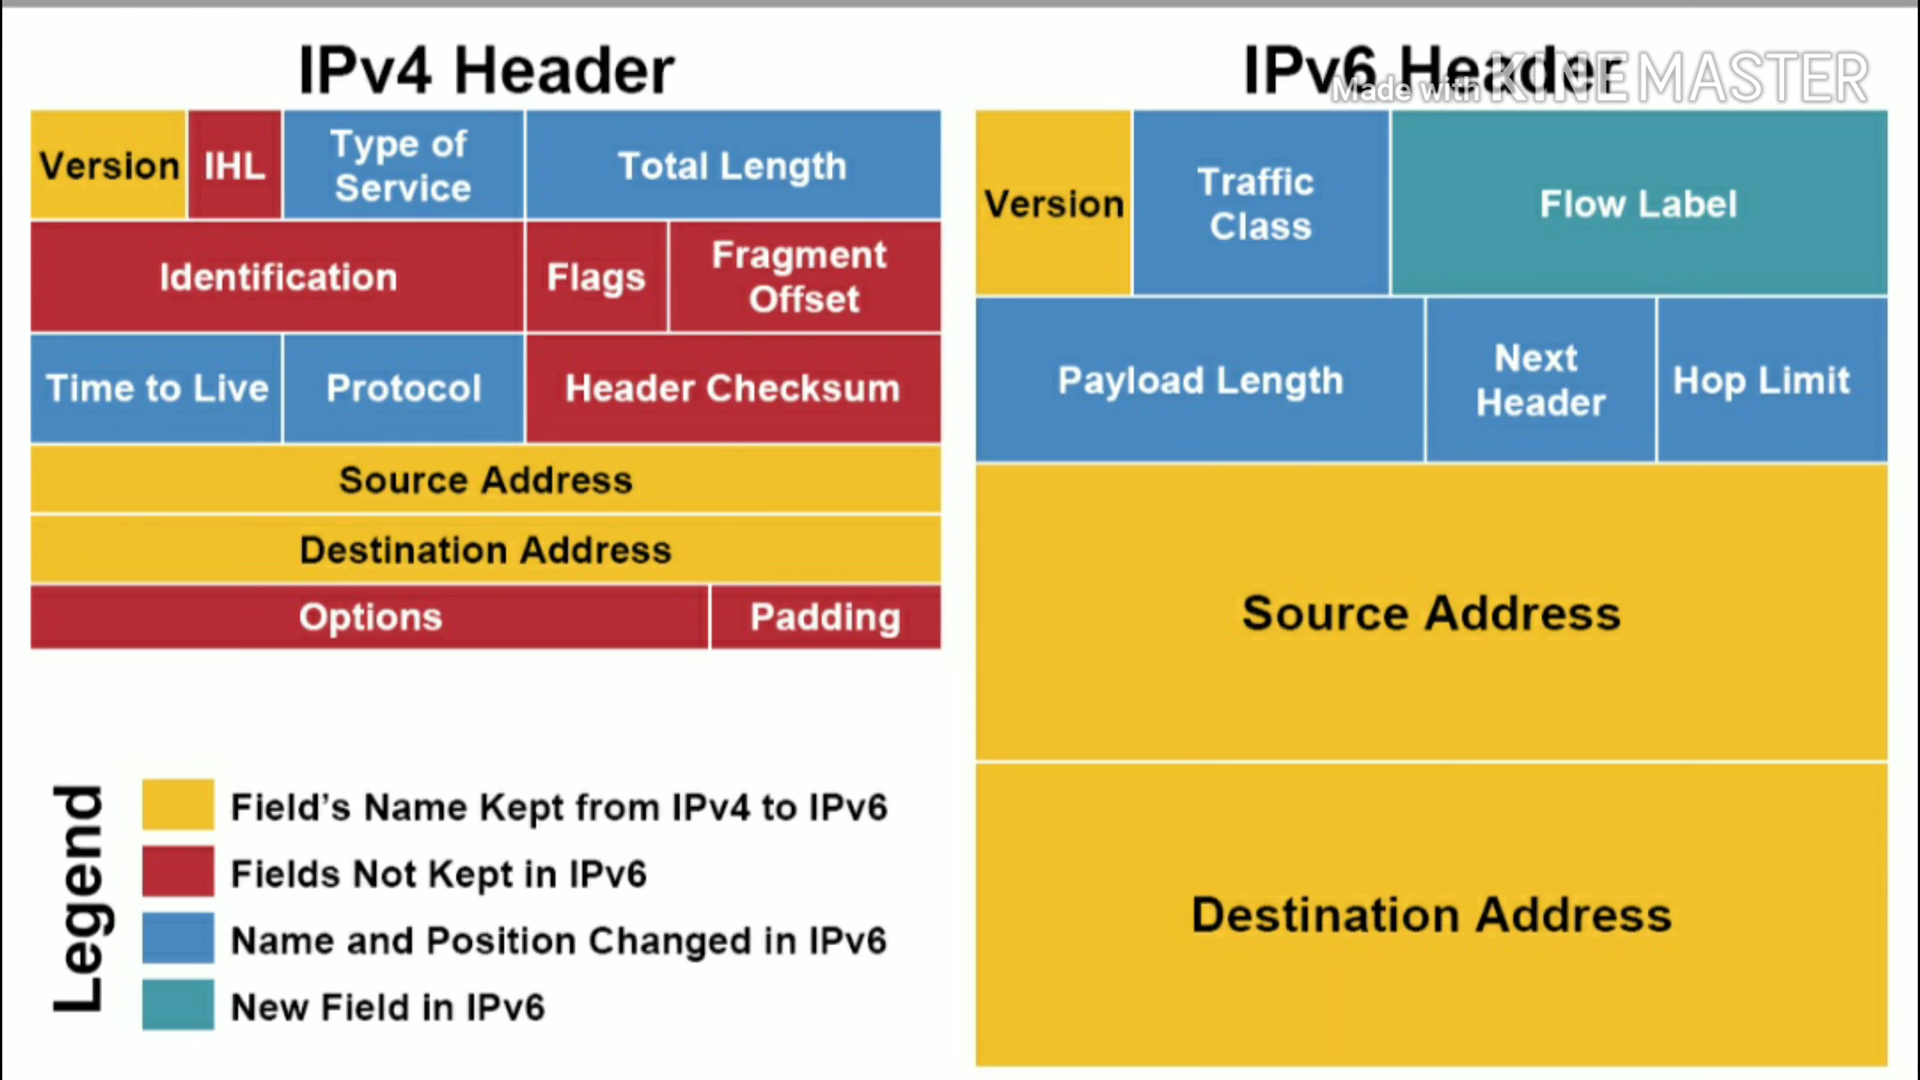 IPv4 Header
IPv6 Header
Made with KINEMASTER
Version
IHL
Type of
Service
Total Length
Identification
Flags
Fragment
Offset
Time to Live
Protocol
Header Checksum
Source Address
Destination Address
Options
Padding
Version
Traffic
Class
Flow Label
Payload Length
Next
Header
Hop Limit
Source Address
Destination Address
Legend
Field's Name Kept from IPv4 to IPv6
Fields Not Kept in IPv6
Name and Position Changed in IPv6
New Field in IPv6